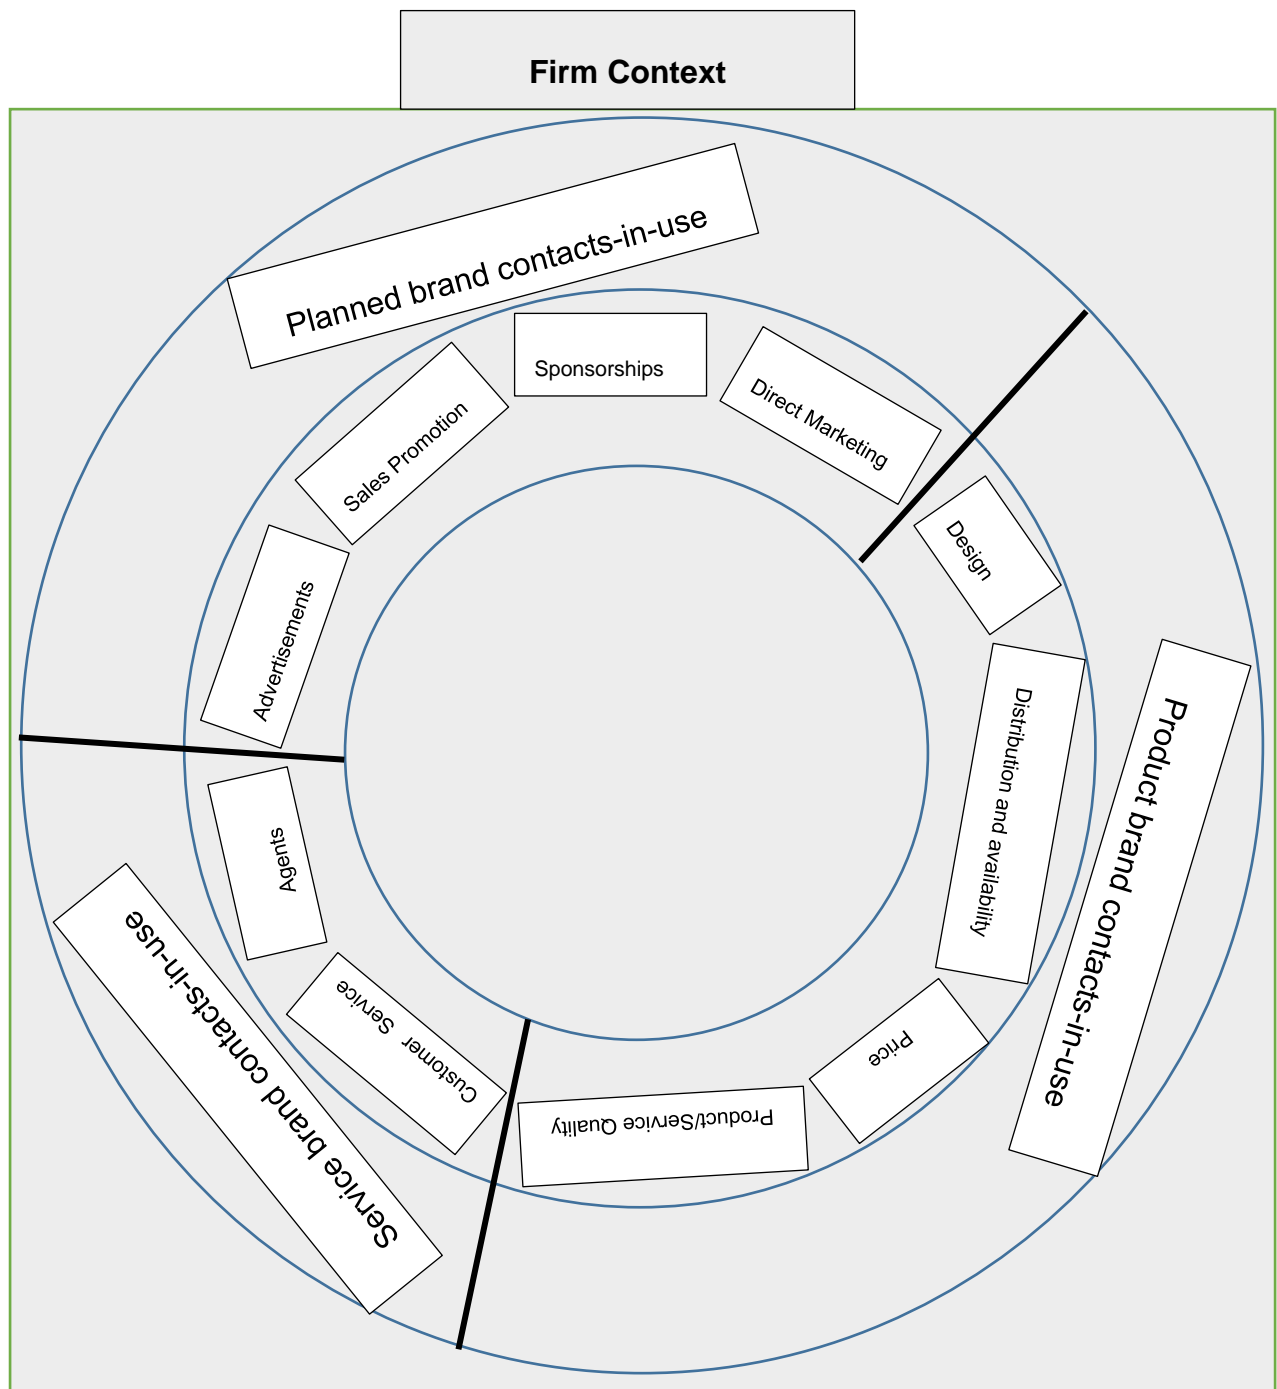 Firm Context
Planned brand contacts-in-use
Sponsorships
Direct Marketing
Sales Promotion
Advertisements
Design
Distribution and availability
Product brand contacts-in-use
Price
Product/Service Quality
Customer Service
Agents
Service brand contacts-in-use